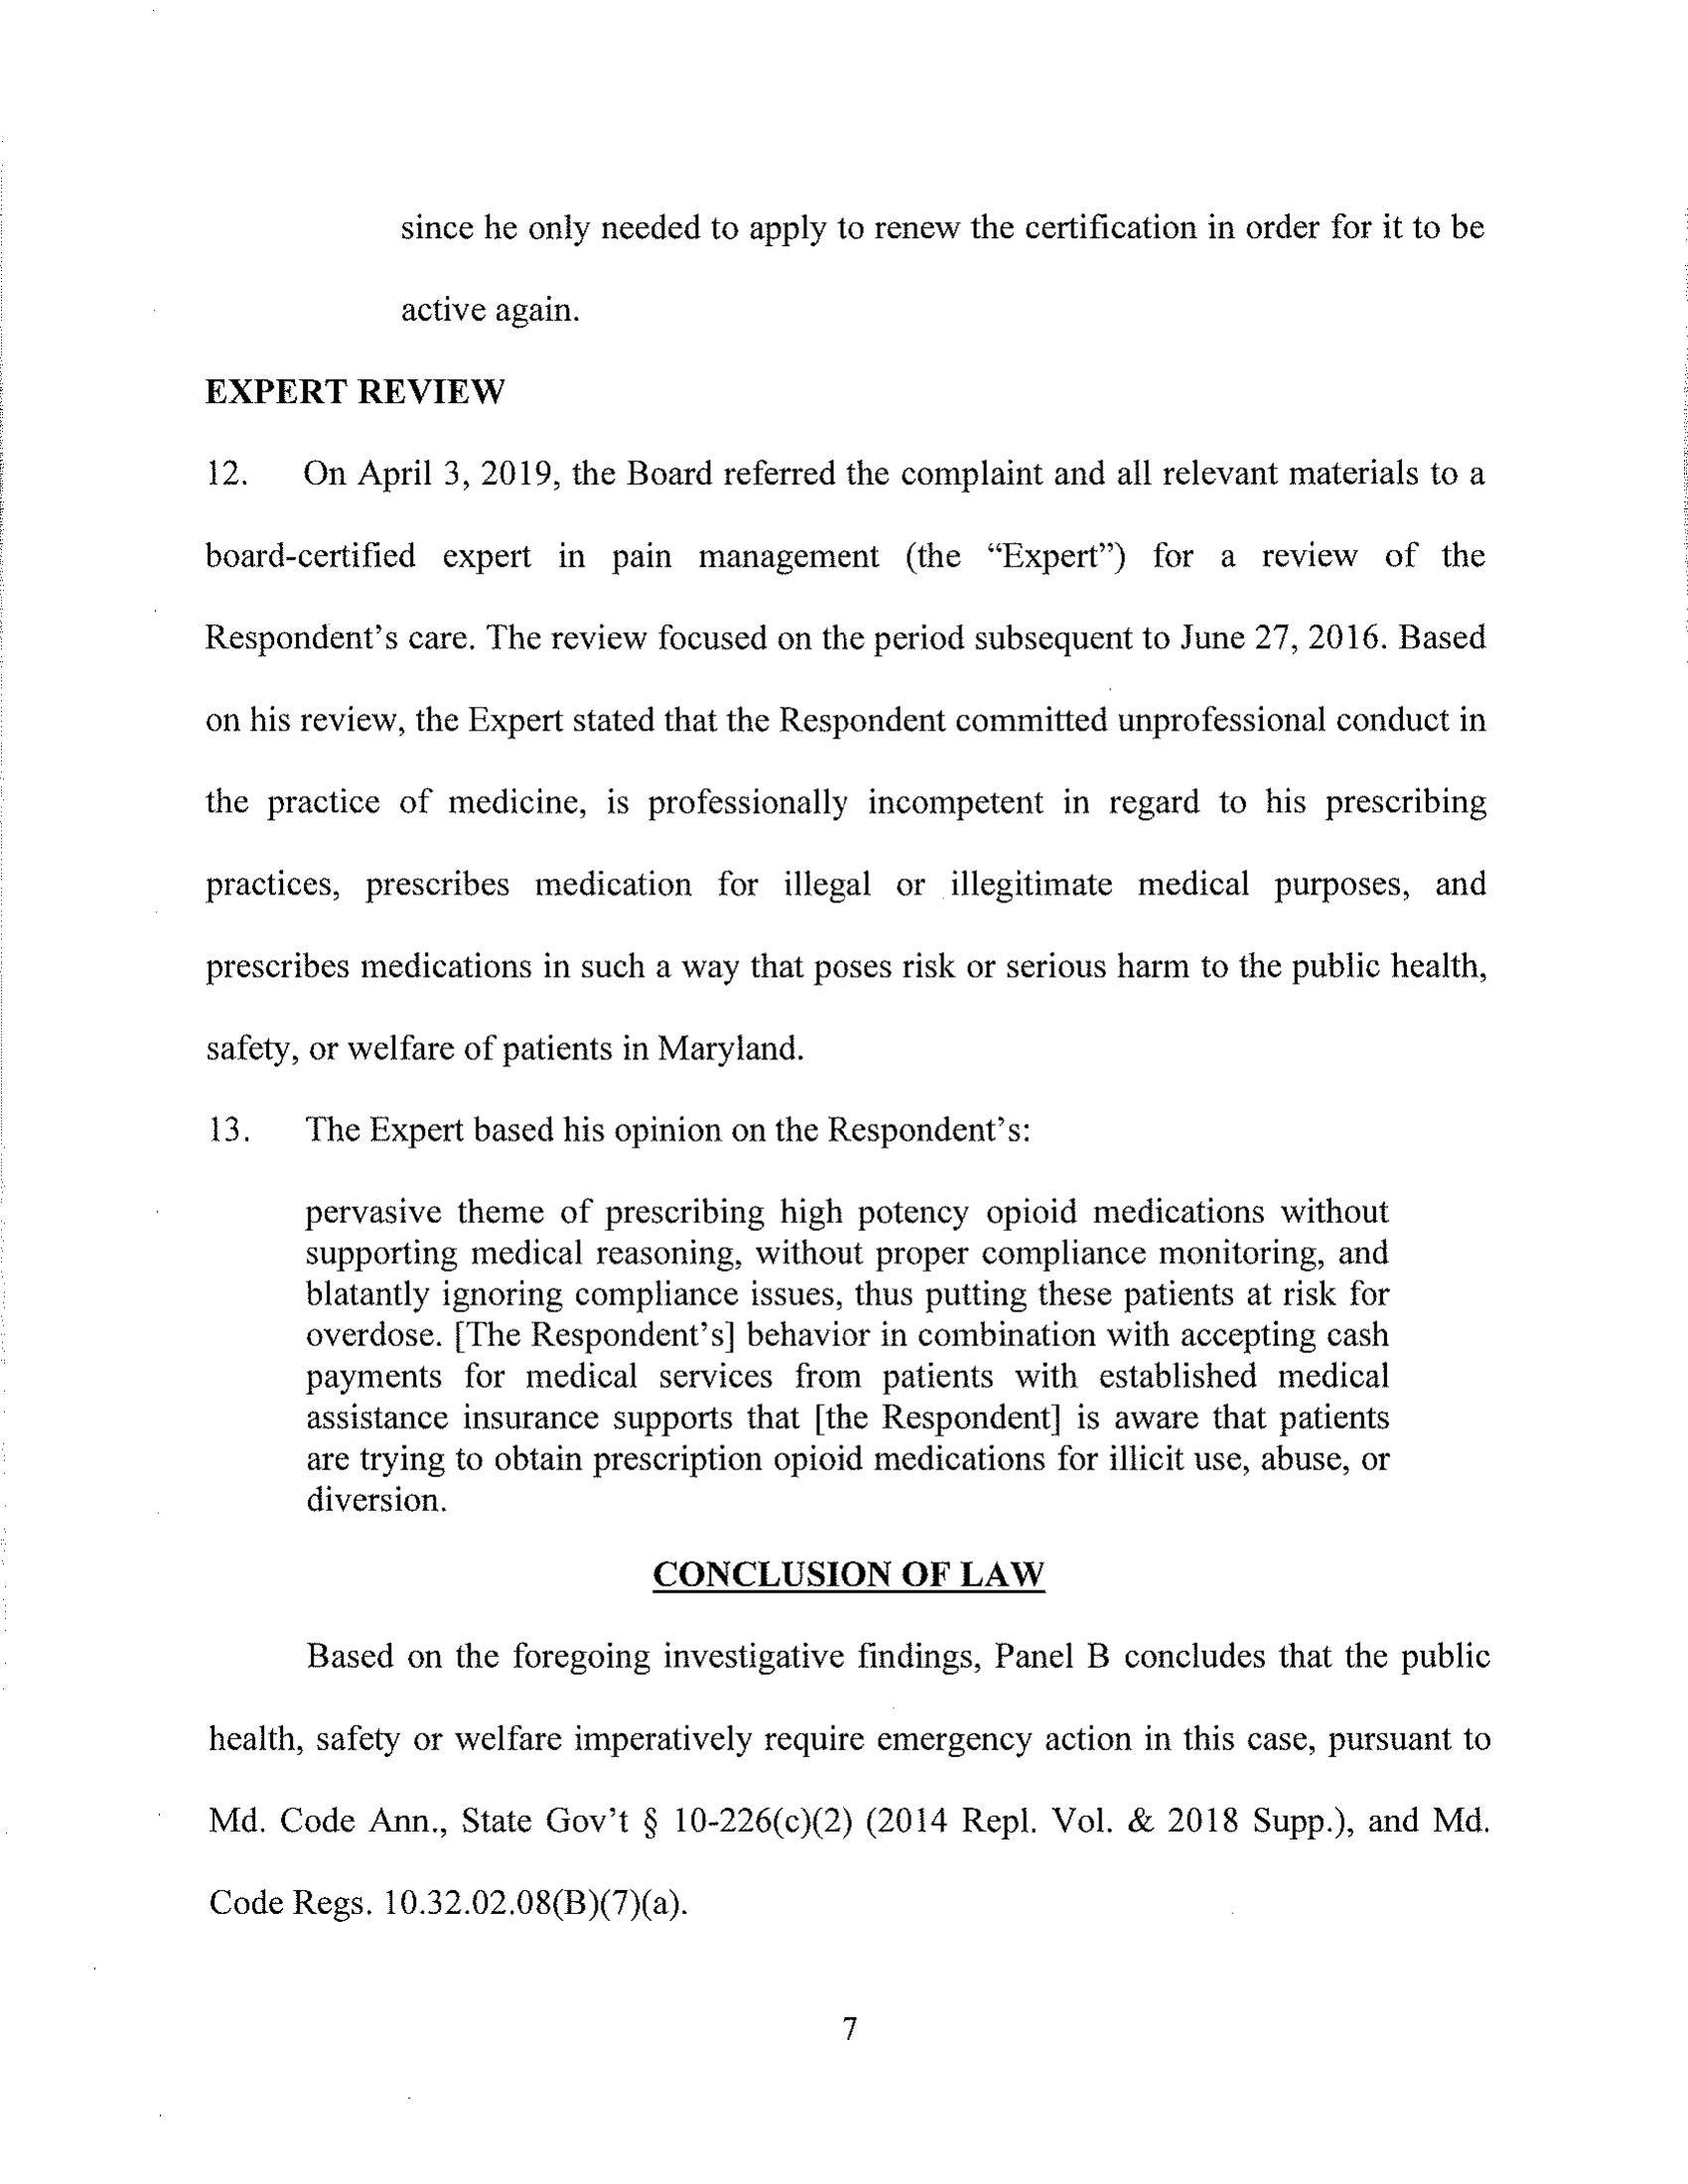 since he only needed to apply to renew the certification in order for it to be
active again.
EXPERT REVIEW
12. On April 3, 2019, the Board referred the complaint and all relevant materials to a
board-certified expert in pain management (the “Expert”) for a review of the
Respondent’s care. The review focused on the period subsequent to June 27, 2016. Based
on his review, the Expert stated that the Respondent committed unprofessional conduct in
the practice of medicine, is professionally incompetent in regard to his prescribing
practices, prescribes medication for illegal or illegitimate medical purposes, and
prescribes medications in such a way that poses risk or serious harm to the public health,
safety, or welfare of patients in Maryland.
13. The Expert based his opinion on the Respondent’s:
pervasive theme of prescribing high potency opioid medications without
supporting medical reasoning, without proper compliance monitoring, and
blatantly ignoring compliance issues, thus putting these patients at risk for
overdose. [The Respondent’s] behavior in combination with accepting cash
payments for medical services from patients with established medical
assistance insurance supports that [the Respondent] is aware that patients
are trying to obtain prescription opioid medications for illicit use, abuse, or
diversion.
CONCLUSION OF LAW
Based on the foregoing investigative findings, Panel B concludes that the public
health, safety or welfare imperatively require emergency action in this case, pursuant to
Md. Code Ann., State Gov’t § 10-226(c)(2) (2014 Repl. Vol. & 2018 Supp.), and Md.
Code Regs. 10.32.02.08(B)(7)(a).
7